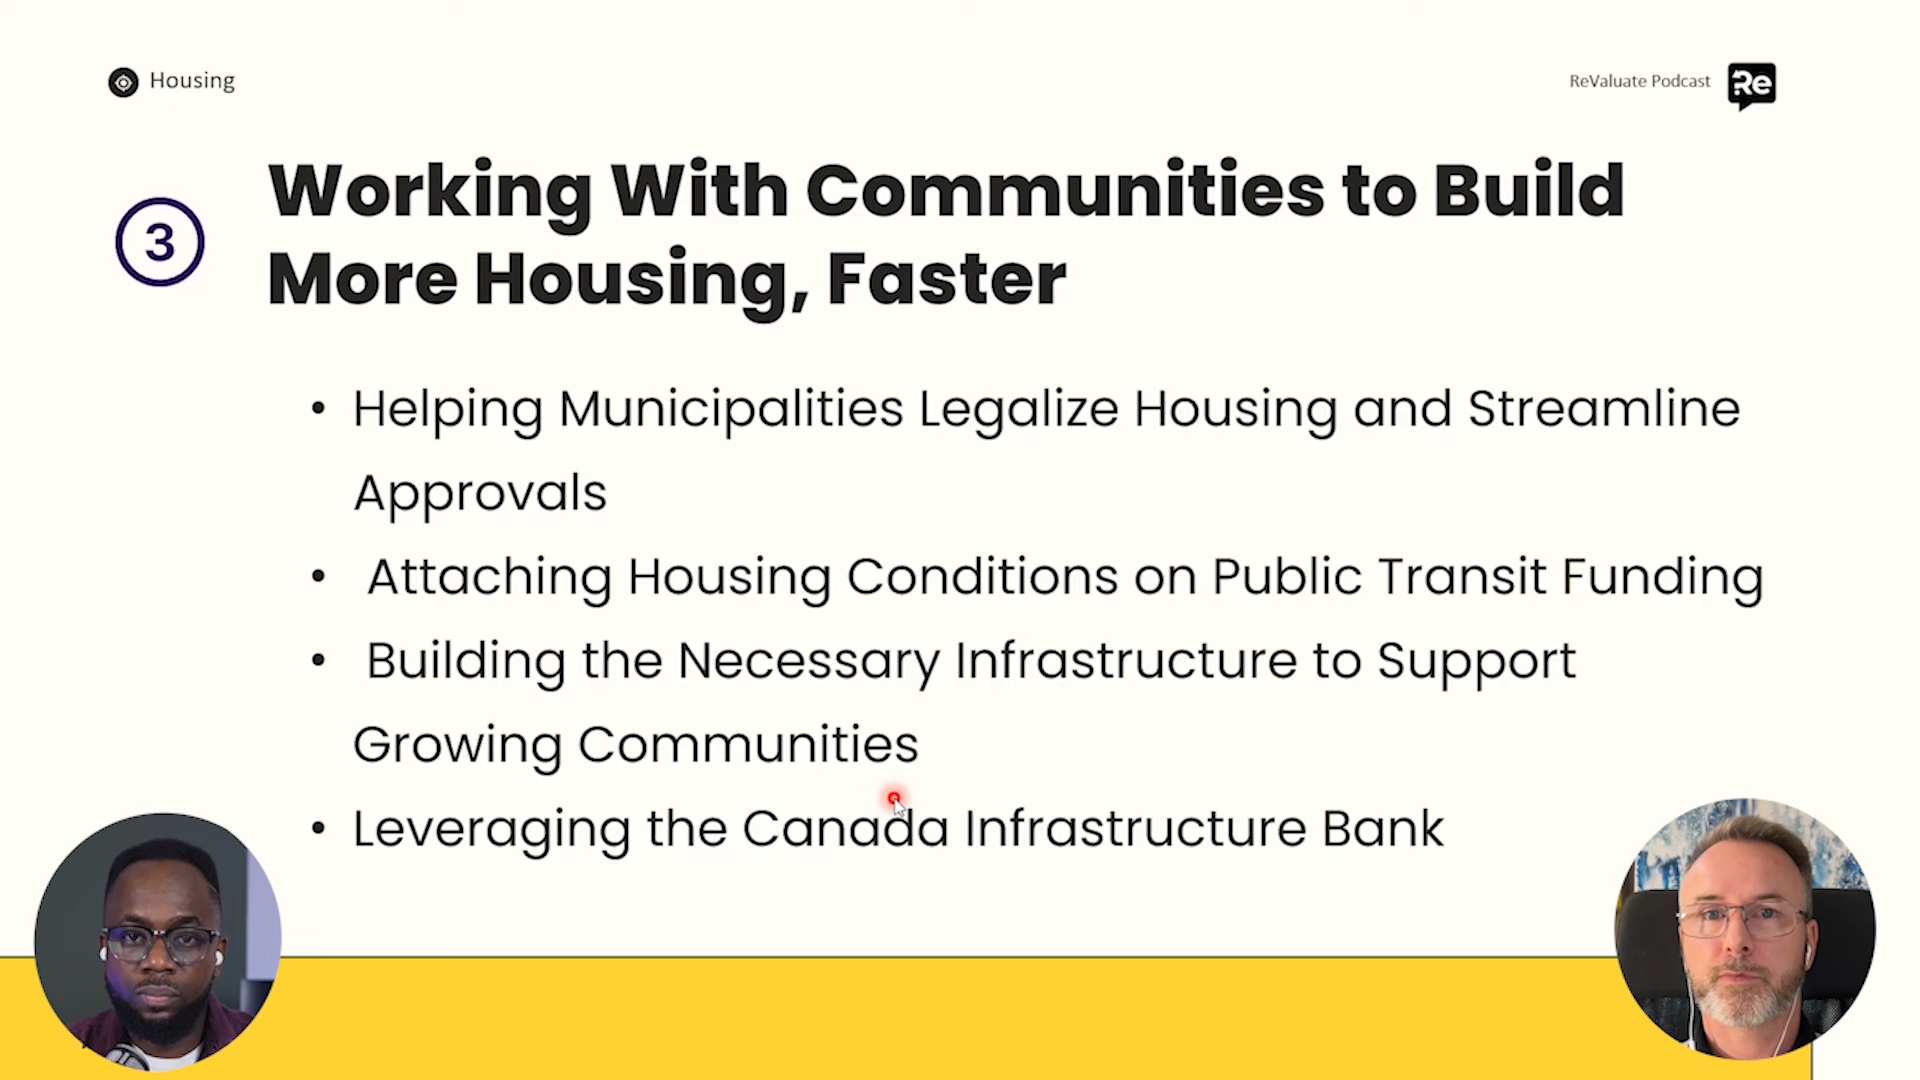 Housing
ReValuate Podcast
Re
3
Working With Communities to Build
More Housing, Faster
• Helping Municipalities Legalize Housing and Streamline
Approvals
• Attaching Housing Conditions on Public Transit Funding
• Building the Necessary Infrastructure to Support
Growing Communities
• Leveraging the Canada Infrastructure Bank